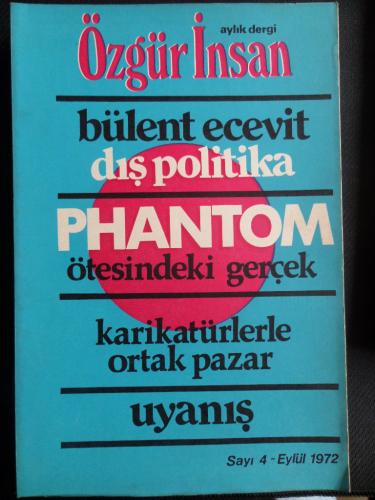 aylık dergi
Özgür İnsan
bülent ecevit
dış politika
PHANTOM
ötesindeki gerçek
karikatürlerle
ortak pazar
uyanış
Sayı 4 - Eylül 1972